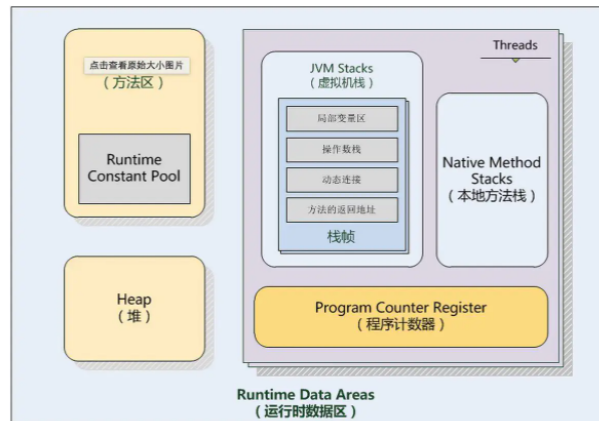 点击查看原始大小图片
（方法区）
Runtime
Constant Pool
Heap
（堆）
Threads
JVM Stacks
（虚拟机栈）
局部变量区
操作数栈
动态连接
方法的返回地址
栈帧
Native Method
Stacks
（本地方法栈）
Program Counter Register
（程序计数器）
Runtime Data Areas
（运行时数据区）